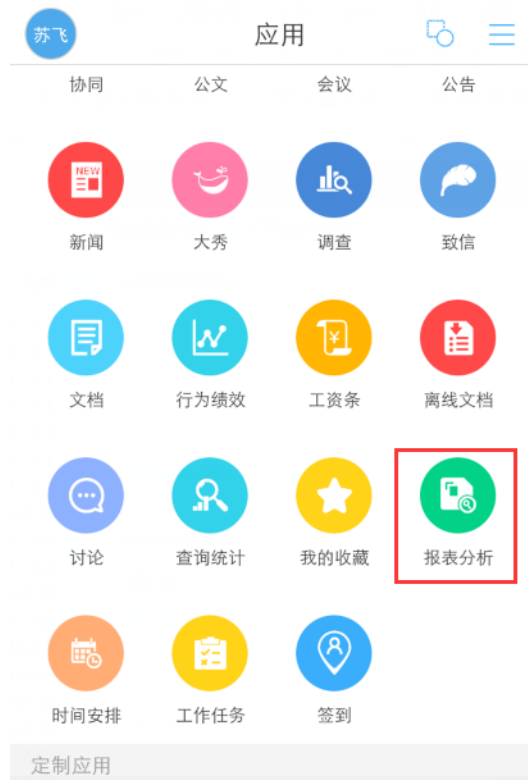 苏飞
应用
协同 公文 会议 公告
NEW
新闻 大秀 调查 致信
¥
文档 行为绩效 工资条 离线文档
讨论 查询统计 我的收藏 报表分析
时间安排 工作任务 签到
定制应用